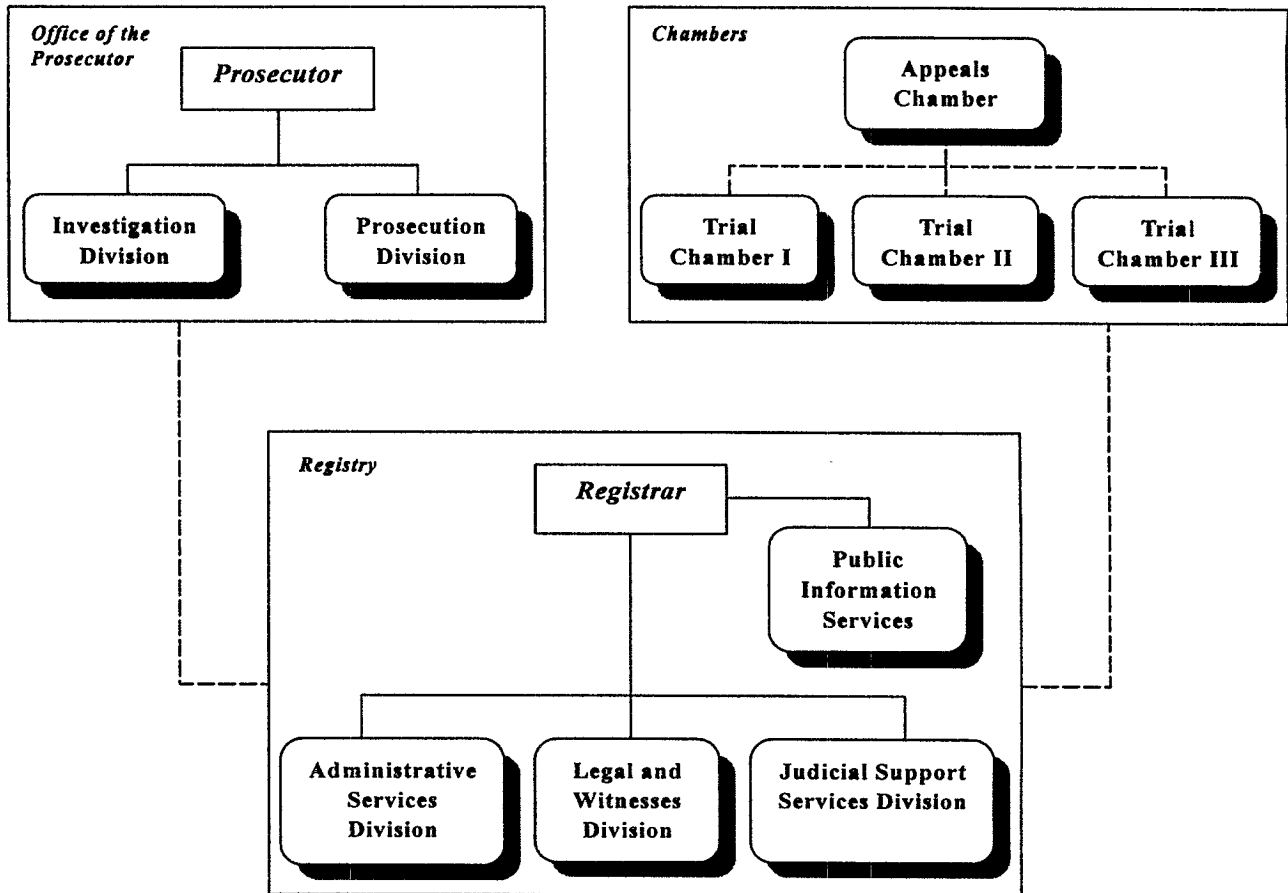 Office of the
Prosecutor
Prosecutor
Investigation
Division
Prosecution
Division
Chambers
Appeals
Chamber
Trial
Chamber I
Trial
Chamber II
Trial
Chamber III
Registry
Registrar
Public
Information
Services
Administrative
Services
Division
Legal and
Witnesses
Division
Judicial Support
Services Division